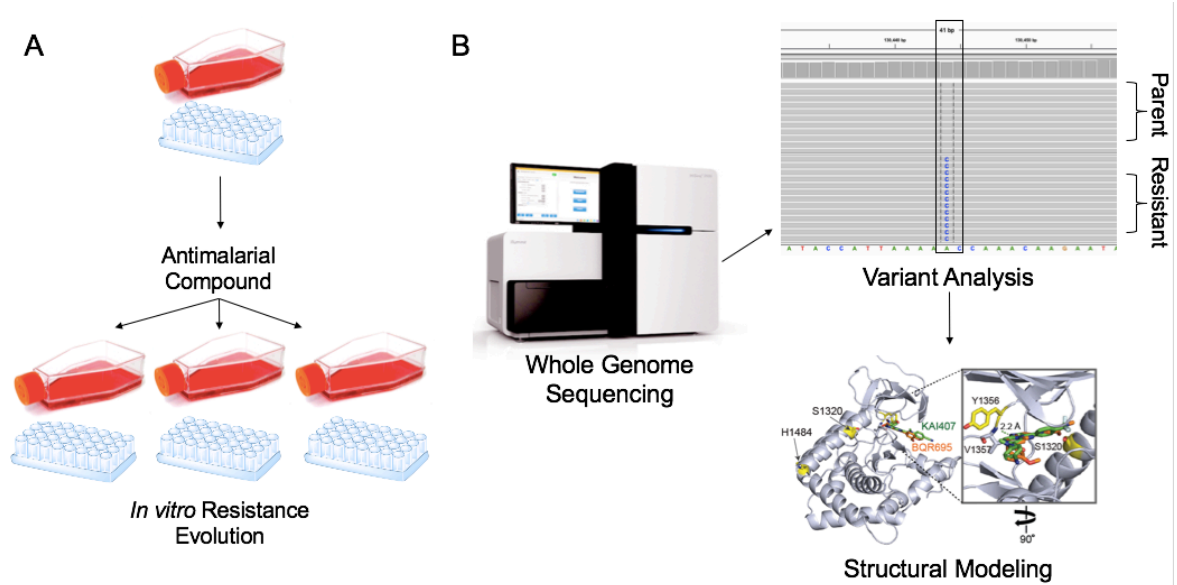 A
Antimalarial
Compound
In vitro Resistance
Evolution
B
Whole Genome
Sequencing
41 bp
Parent
Resistant
C
C
C
C
C
C
C
C
C
C
C
C
C
A T A C C A T T A A A A A C C A A A C A A G A A T A
Variant Analysis
S1320
H1484
KAI407
BQR695
Y1356
2.2 Å
V1357
S1320
90°
Structural Modeling